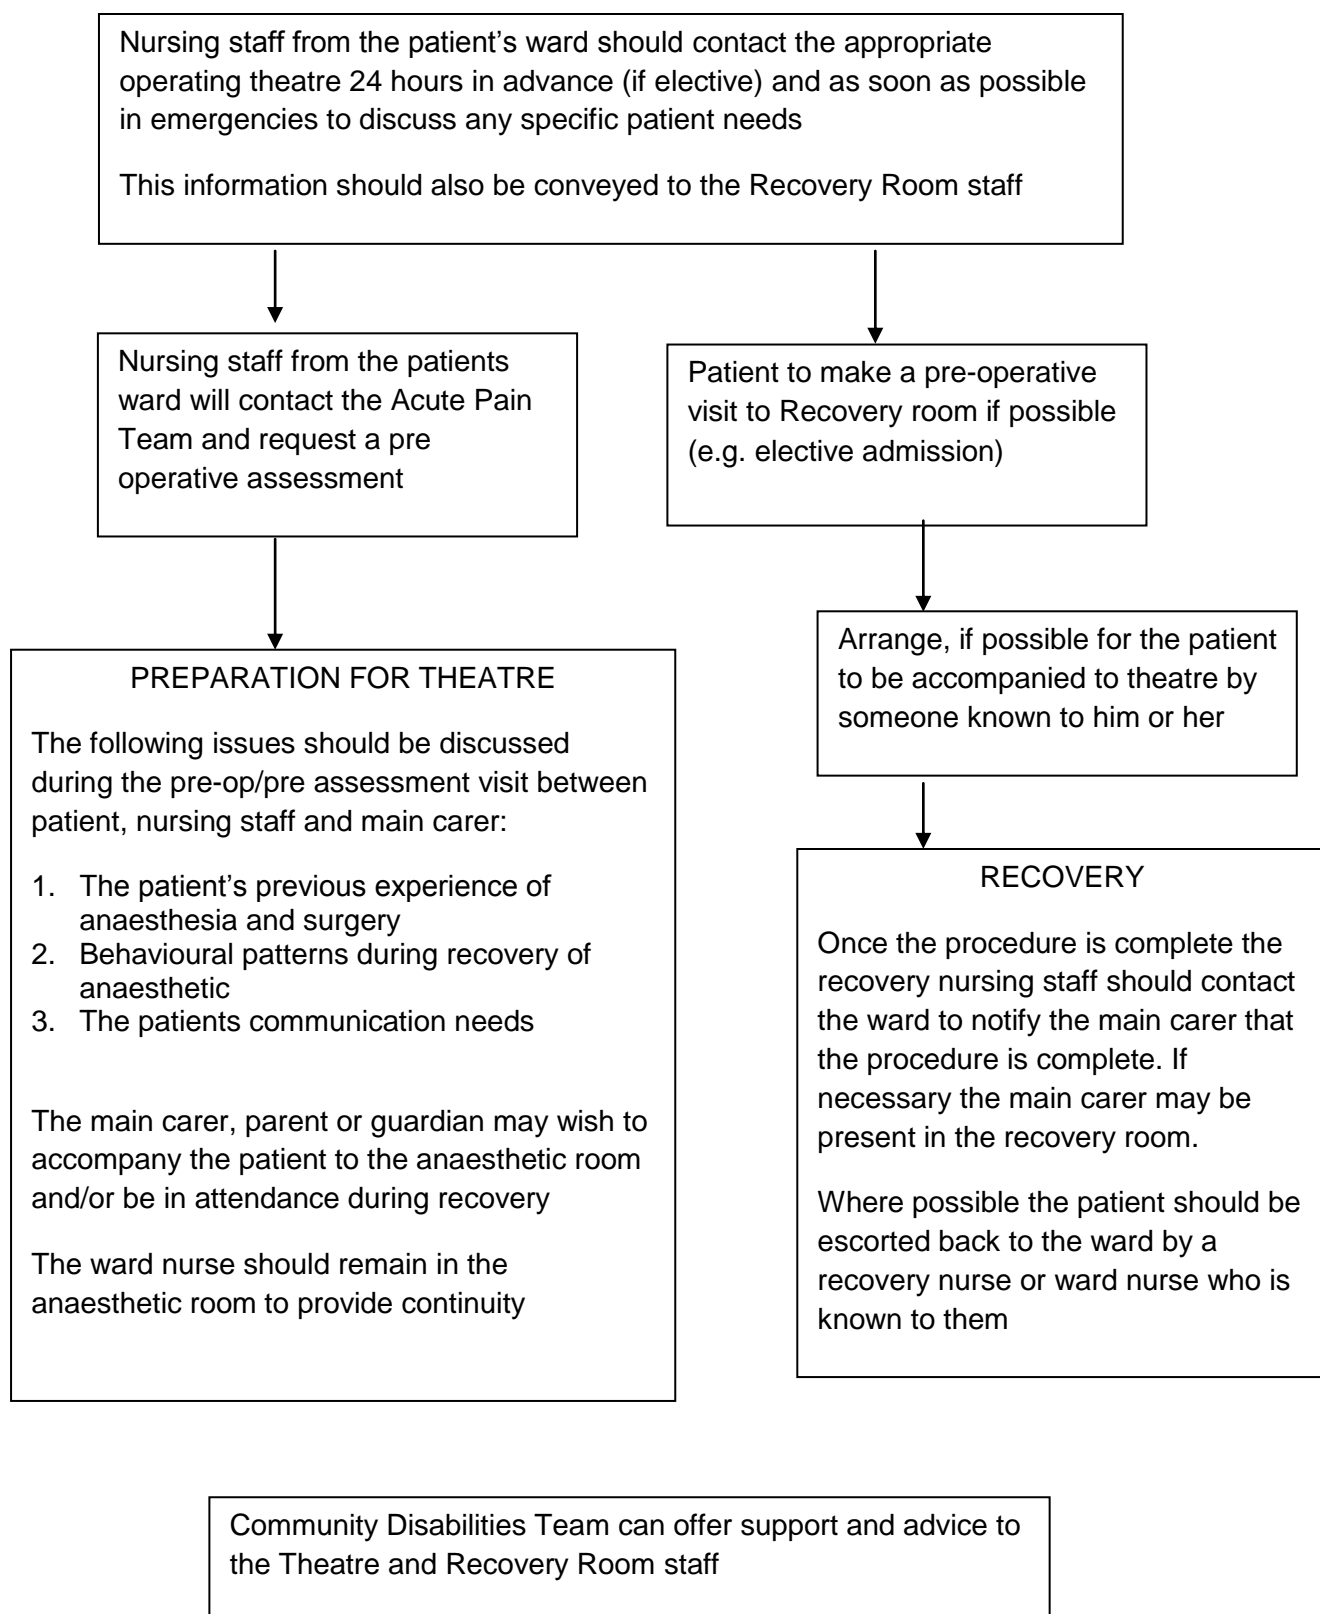 Nursing staff from the patient’s ward should contact the appropriate
operating theatre 24 hours in advance (if elective) and as soon as possible
in emergencies to discuss any specific patient needs
This information should also be conveyed to the Recovery Room staff
Nursing staff from the patients
ward will contact the Acute Pain
Team and request a pre
operative assessment
Patient to make a pre-operative
visit to Recovery room if possible
(e.g. elective admission)
Arrange, if possible for the patient
to be accompanied to theatre by
someone known to him or her
PREPARATION FOR THEATRE
The following issues should be discussed
during the pre-op/pre assessment visit between
patient, nursing staff and main carer:
1. The patient’s previous experience of
anaesthesia and surgery
2. Behavioural patterns during recovery of
anaesthetic
3. The patients communication needs
The main carer, parent or guardian may wish to
accompany the patient to the anaesthetic room
and/or be in attendance during recovery
The ward nurse should remain in the
anaesthetic room to provide continuity
RECOVERY
Once the procedure is complete the
recovery nursing staff should contact
the ward to notify the main carer that
the procedure is complete. If
necessary the main carer may be
present in the recovery room.
Where possible the patient should be
escorted back to the ward by a
recovery nurse or ward nurse who is
known to them
Community Disabilities Team can offer support and advice to
the Theatre and Recovery Room staff